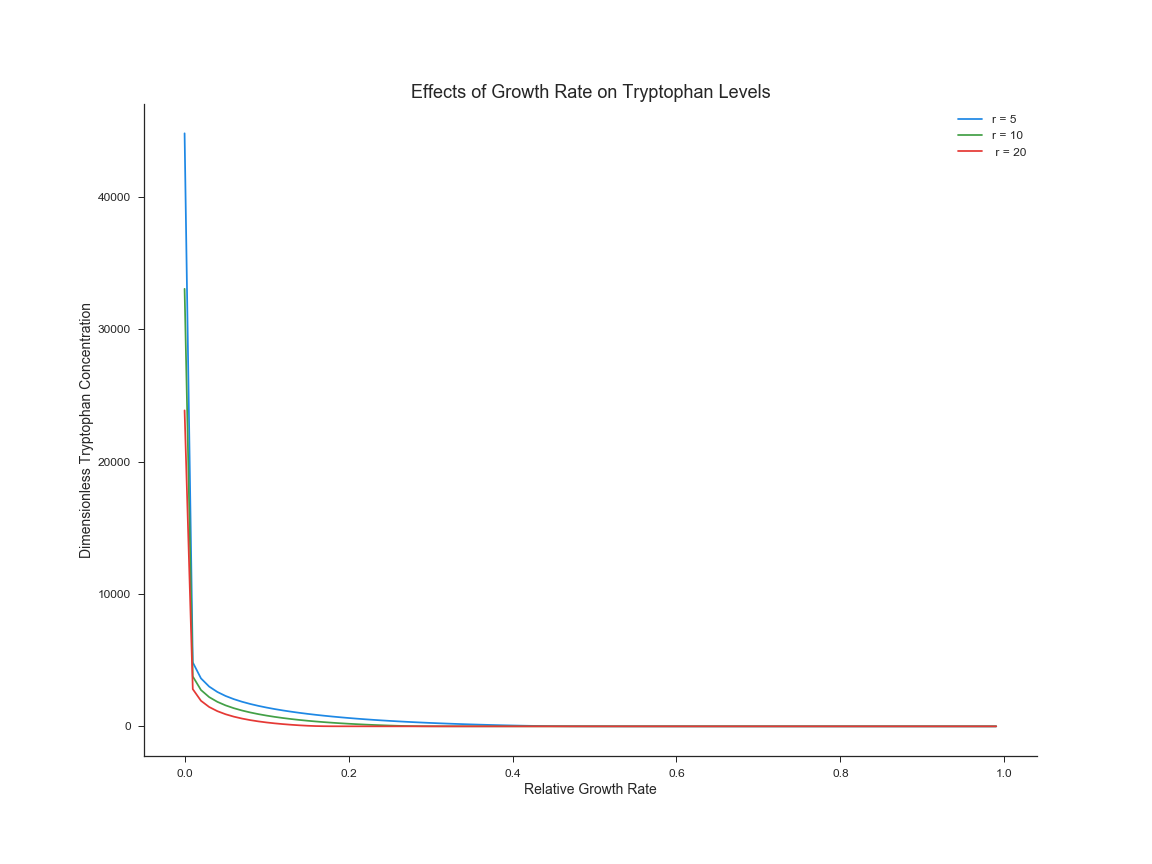 Effects of Growth Rate on Tryptophan Levels
r = 5
r = 10
r = 20
40000
30000
20000
10000
0
Dimensionless Tryptophan Concentration
0.0 0.2 0.4 0.6 0.8 1.0
Relative Growth Rate